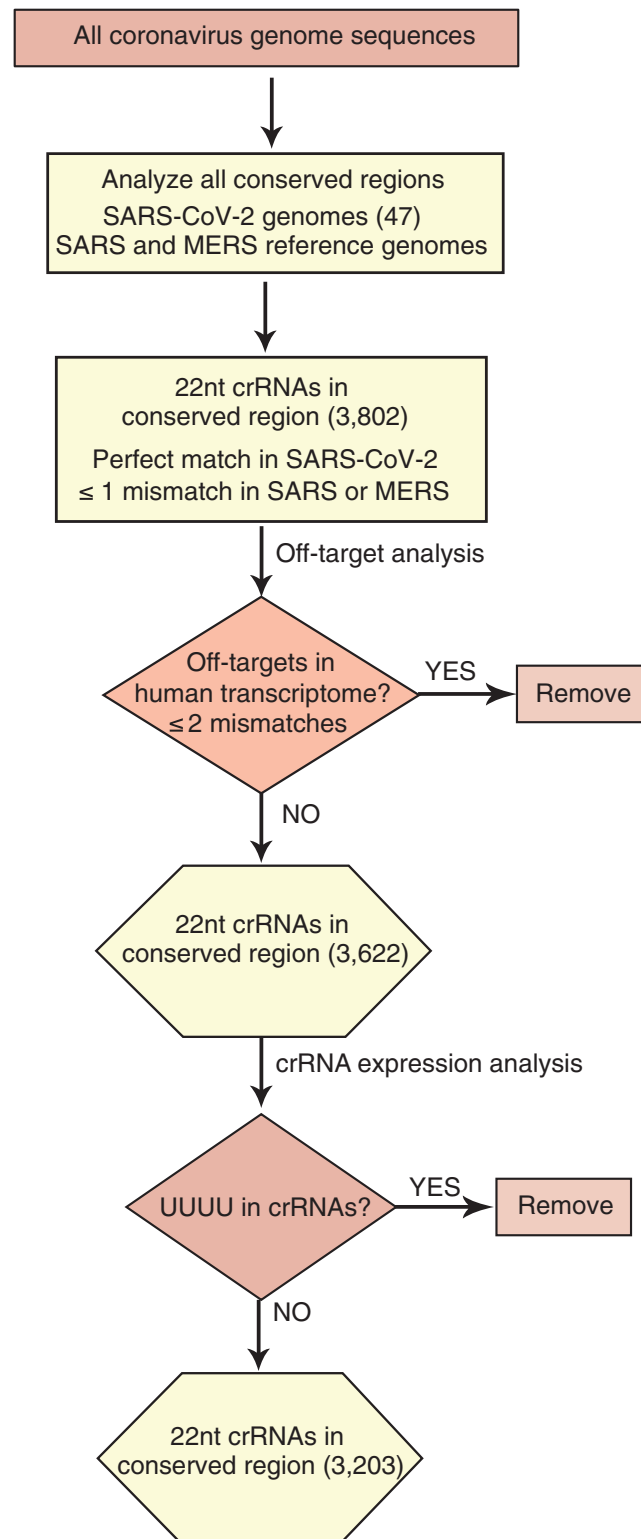 All coronavirus genome sequences
Analyze all conserved regions
SARS-CoV-2 genomes (47)
SARS and MERS reference genomes
22nt crRNAs in
conserved region (3,802)
Perfect match in SARS-CoV-2
≤ 1 mismatch in SARS or MERS
Off-target analysis
Off-targets in
human transcriptome?
≤ 2 mismatches
YES
Remove
NO
22nt crRNAs in
conserved region (3,622)
crRNA expression analysis
UUUU in crRNAs?
YES
Remove
NO
22nt crRNAs in
conserved region (3,203)